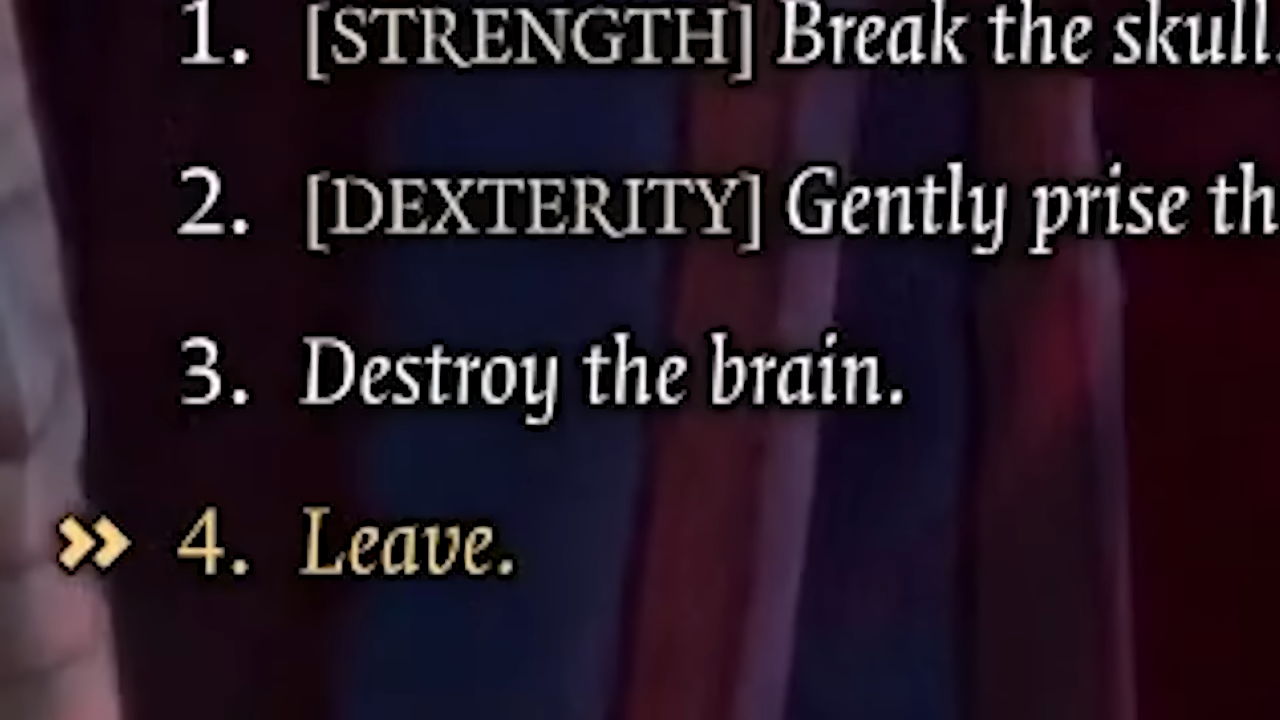 1. [STRENGTH] Break the skull.
2. [DEXTERITY] Gently prise th
3. Destroy the brain.
» 4. Leave.